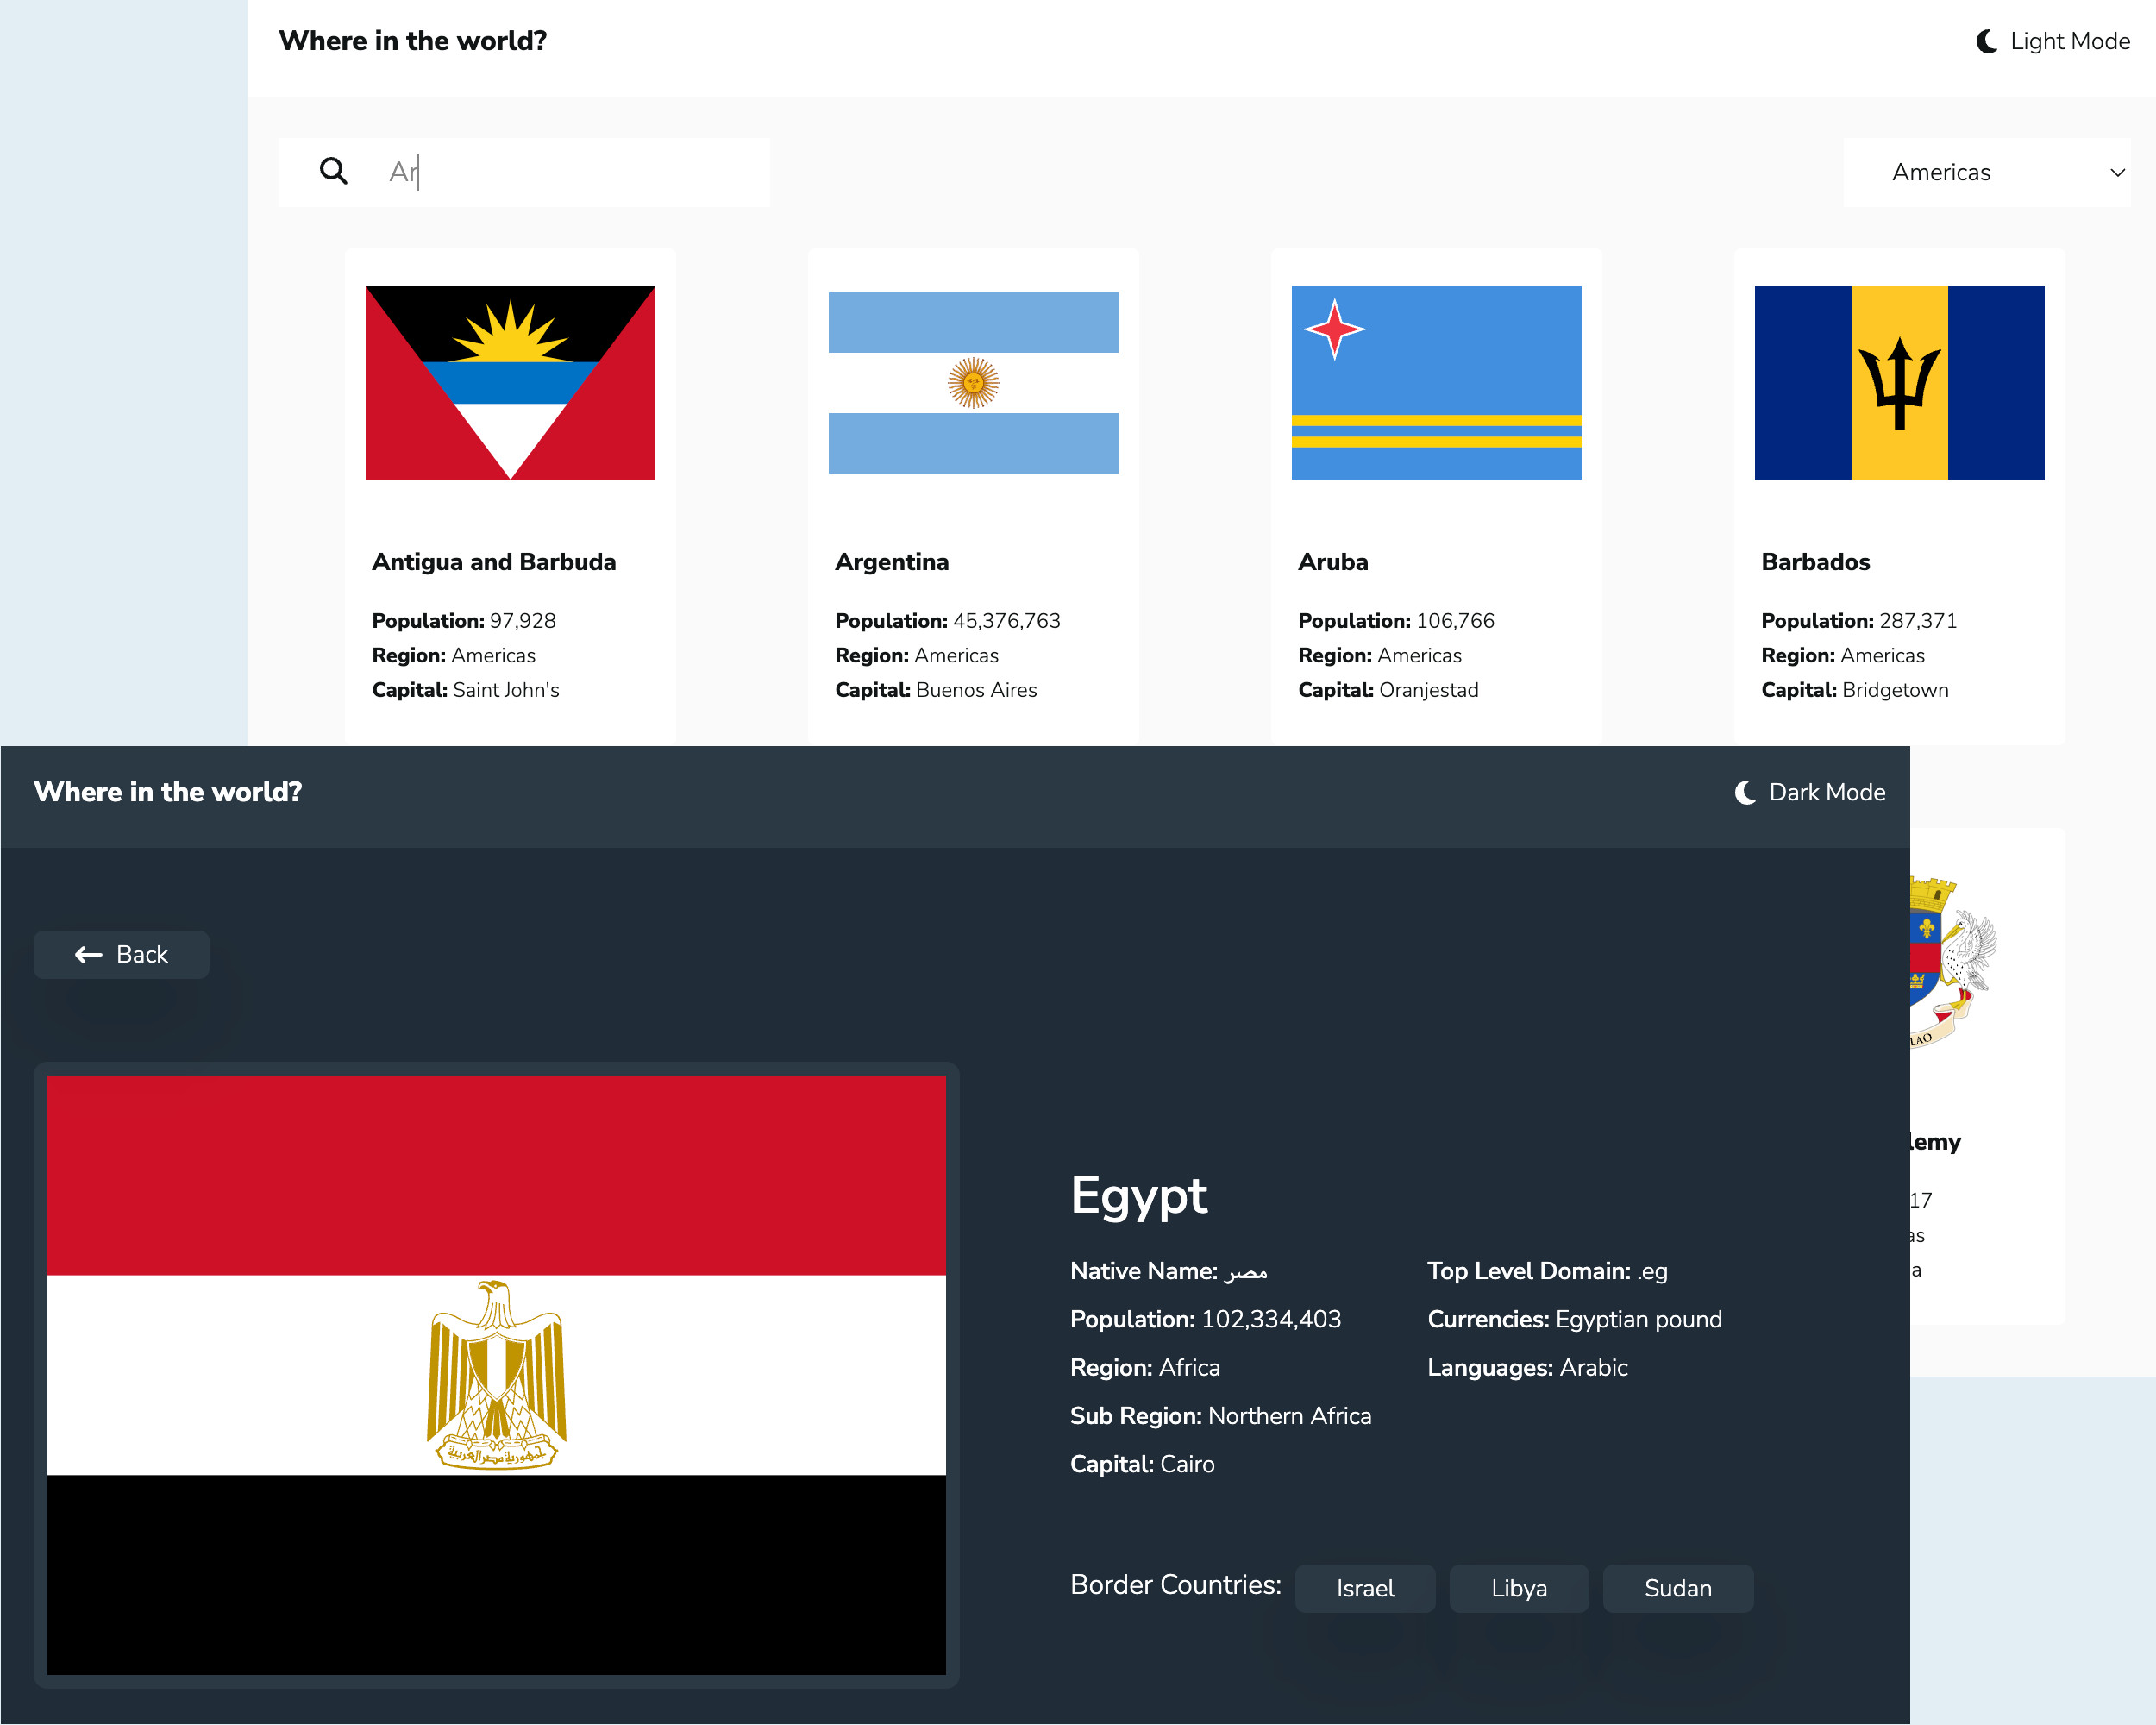 Where in the world?
Light Mode
Ar
Americas
Antigua and Barbuda
Population: 97,928
Region: Americas
Capital: Saint John's
Argentina
Population: 45,376,763
Region: Americas
Capital: Buenos Aires
Aruba
Population: 106,766
Region: Americas
Capital: Oranjestad
Barbados
Population: 287,371
Region: Americas
Capital: Bridgetown
LAO
lemy
17
as
a
Where in the world?
Dark Mode
Back
جمهورية مصر العربية
Egypt
Native Name: مصر
Population: 102,334,403
Region: Africa
Sub Region: Northern Africa
Capital: Cairo
Top Level Domain: .eg
Currencies: Egyptian pound
Languages: Arabic
Border Countries:
Israel
Libya
Sudan